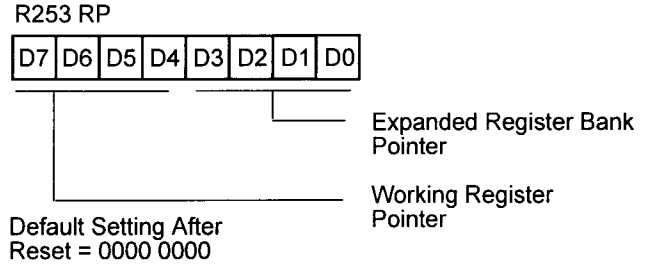 R253 RP
D7 D6 D5 D4 D3 D2 D1 D0
Expanded Register Bank
Pointer
Working Register
Pointer
Default Setting After
Reset = 0000 0000